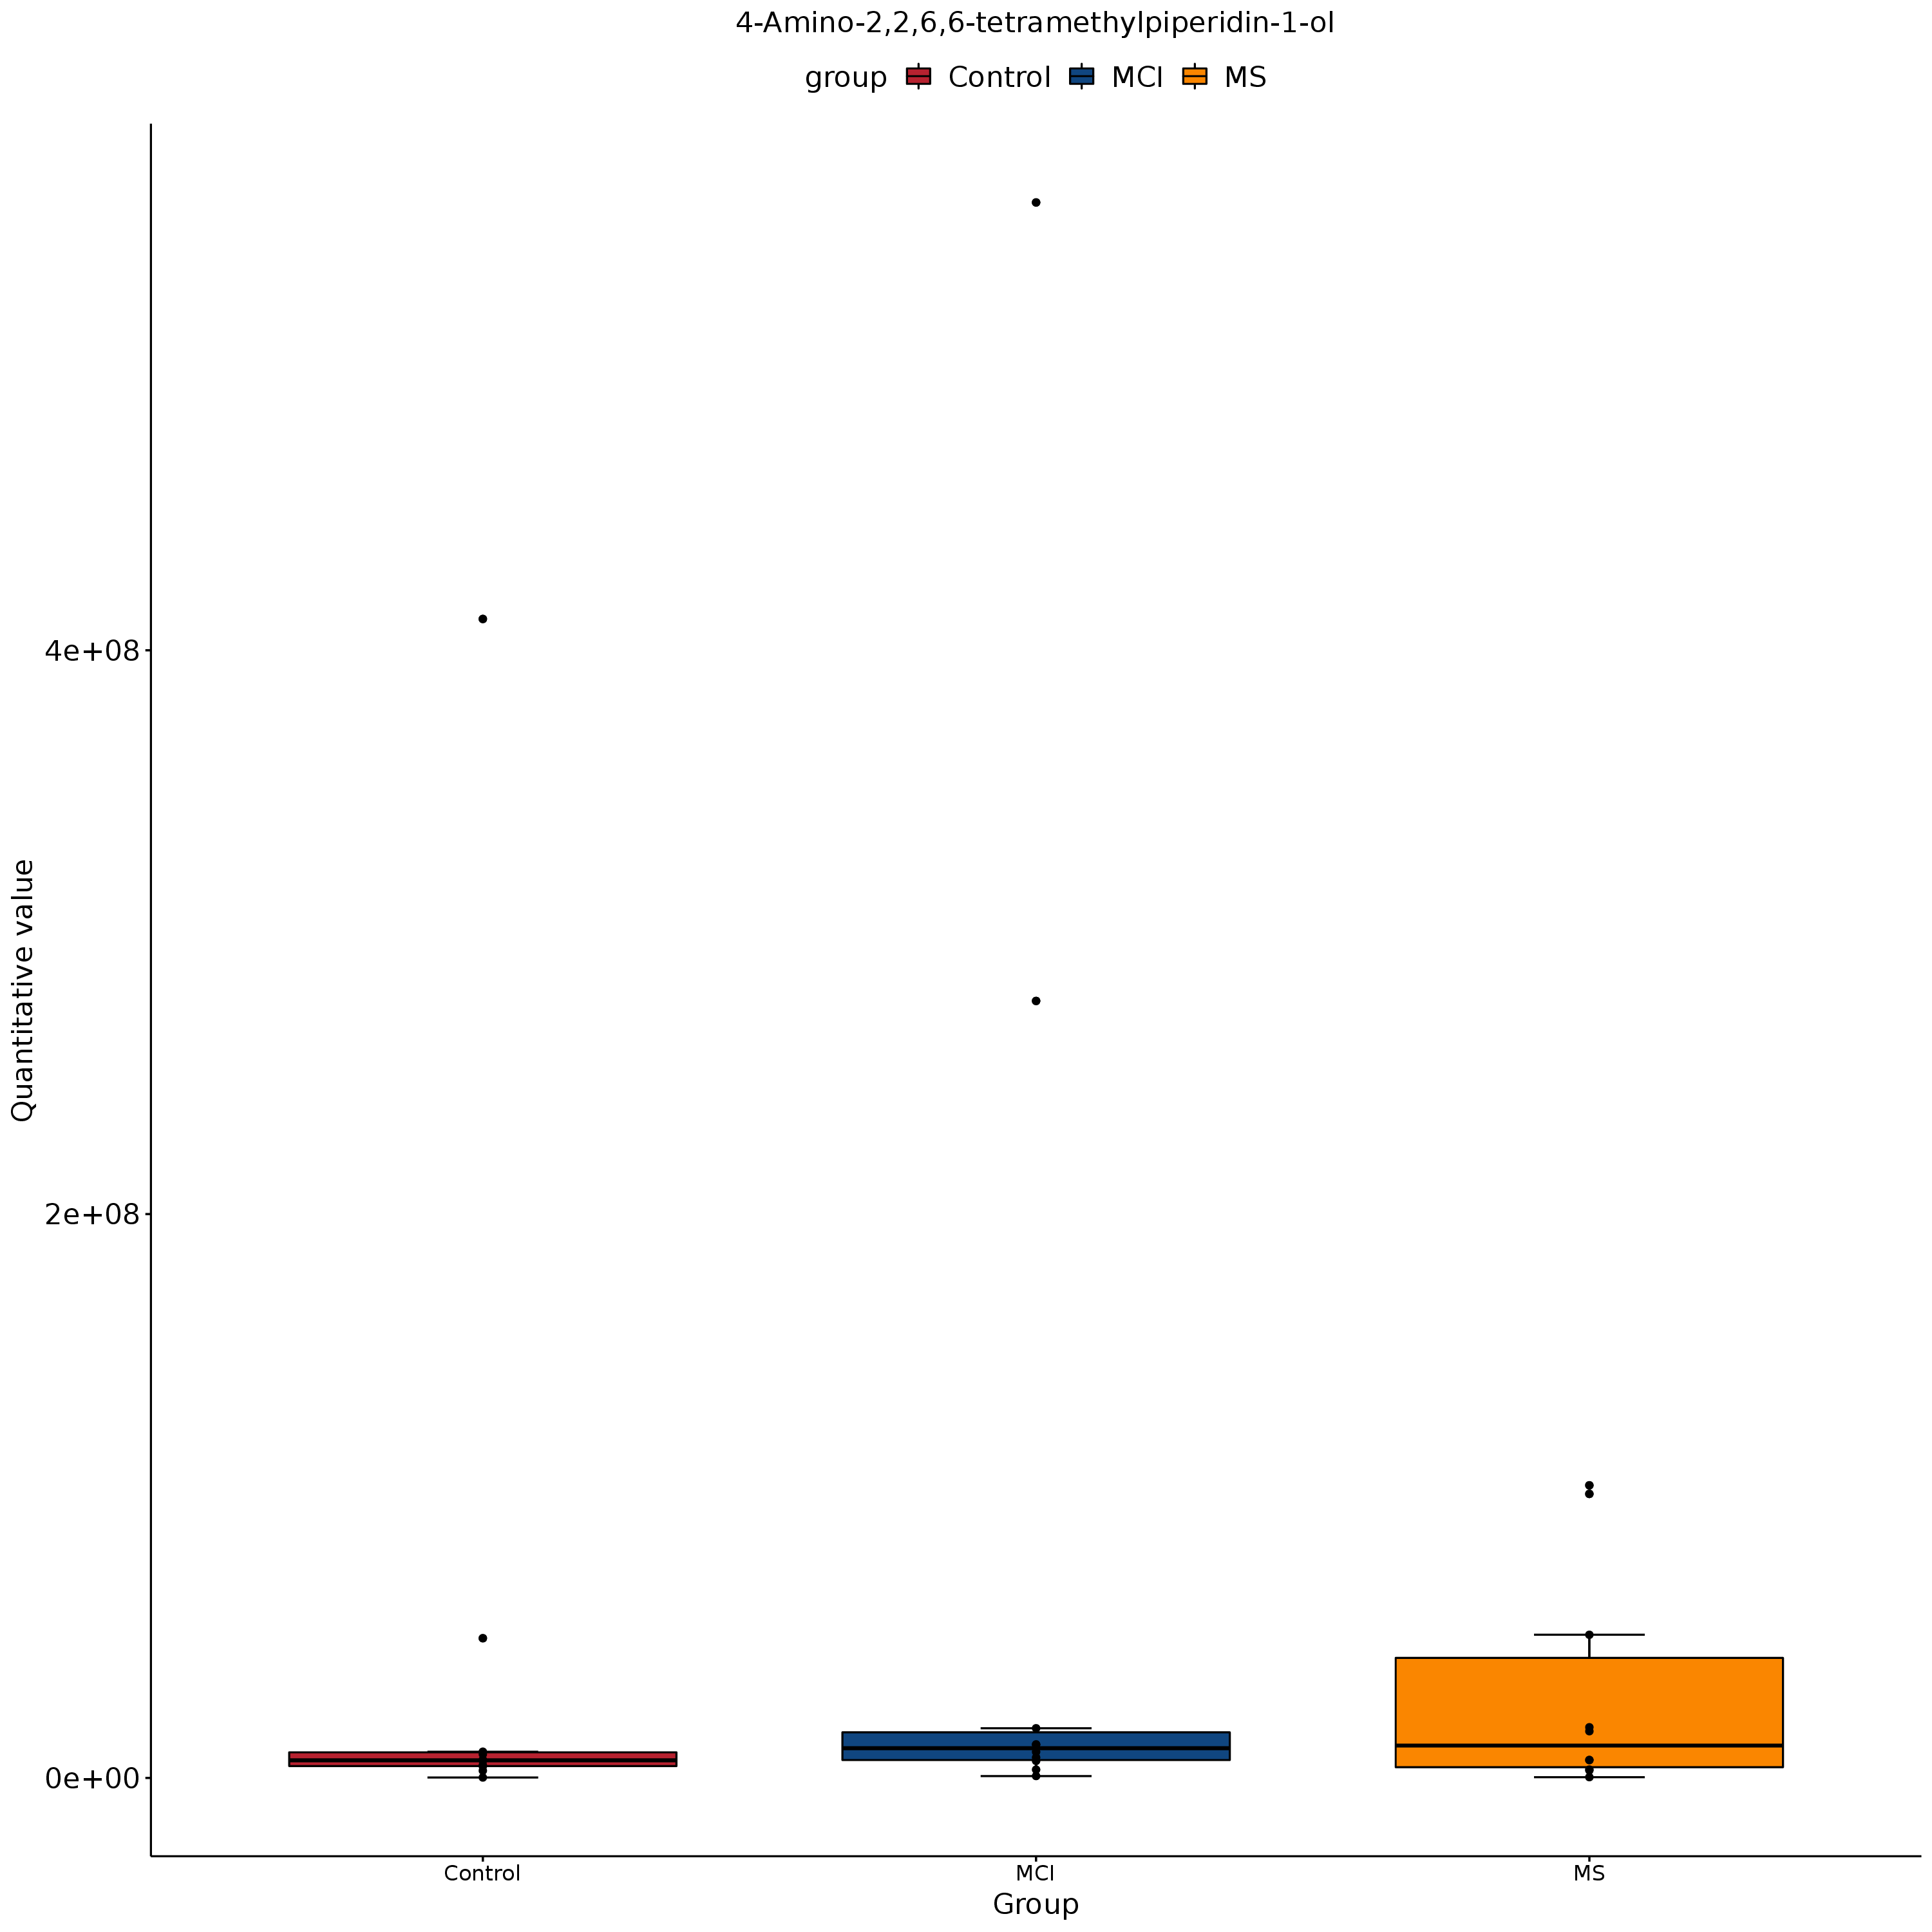 4-Amino-2,2,6,6-tetramethylpiperidin-1-ol
group Control MCI MS
Quantitative value
4e+08
2e+08
0e+00
Control MCI MS
Group